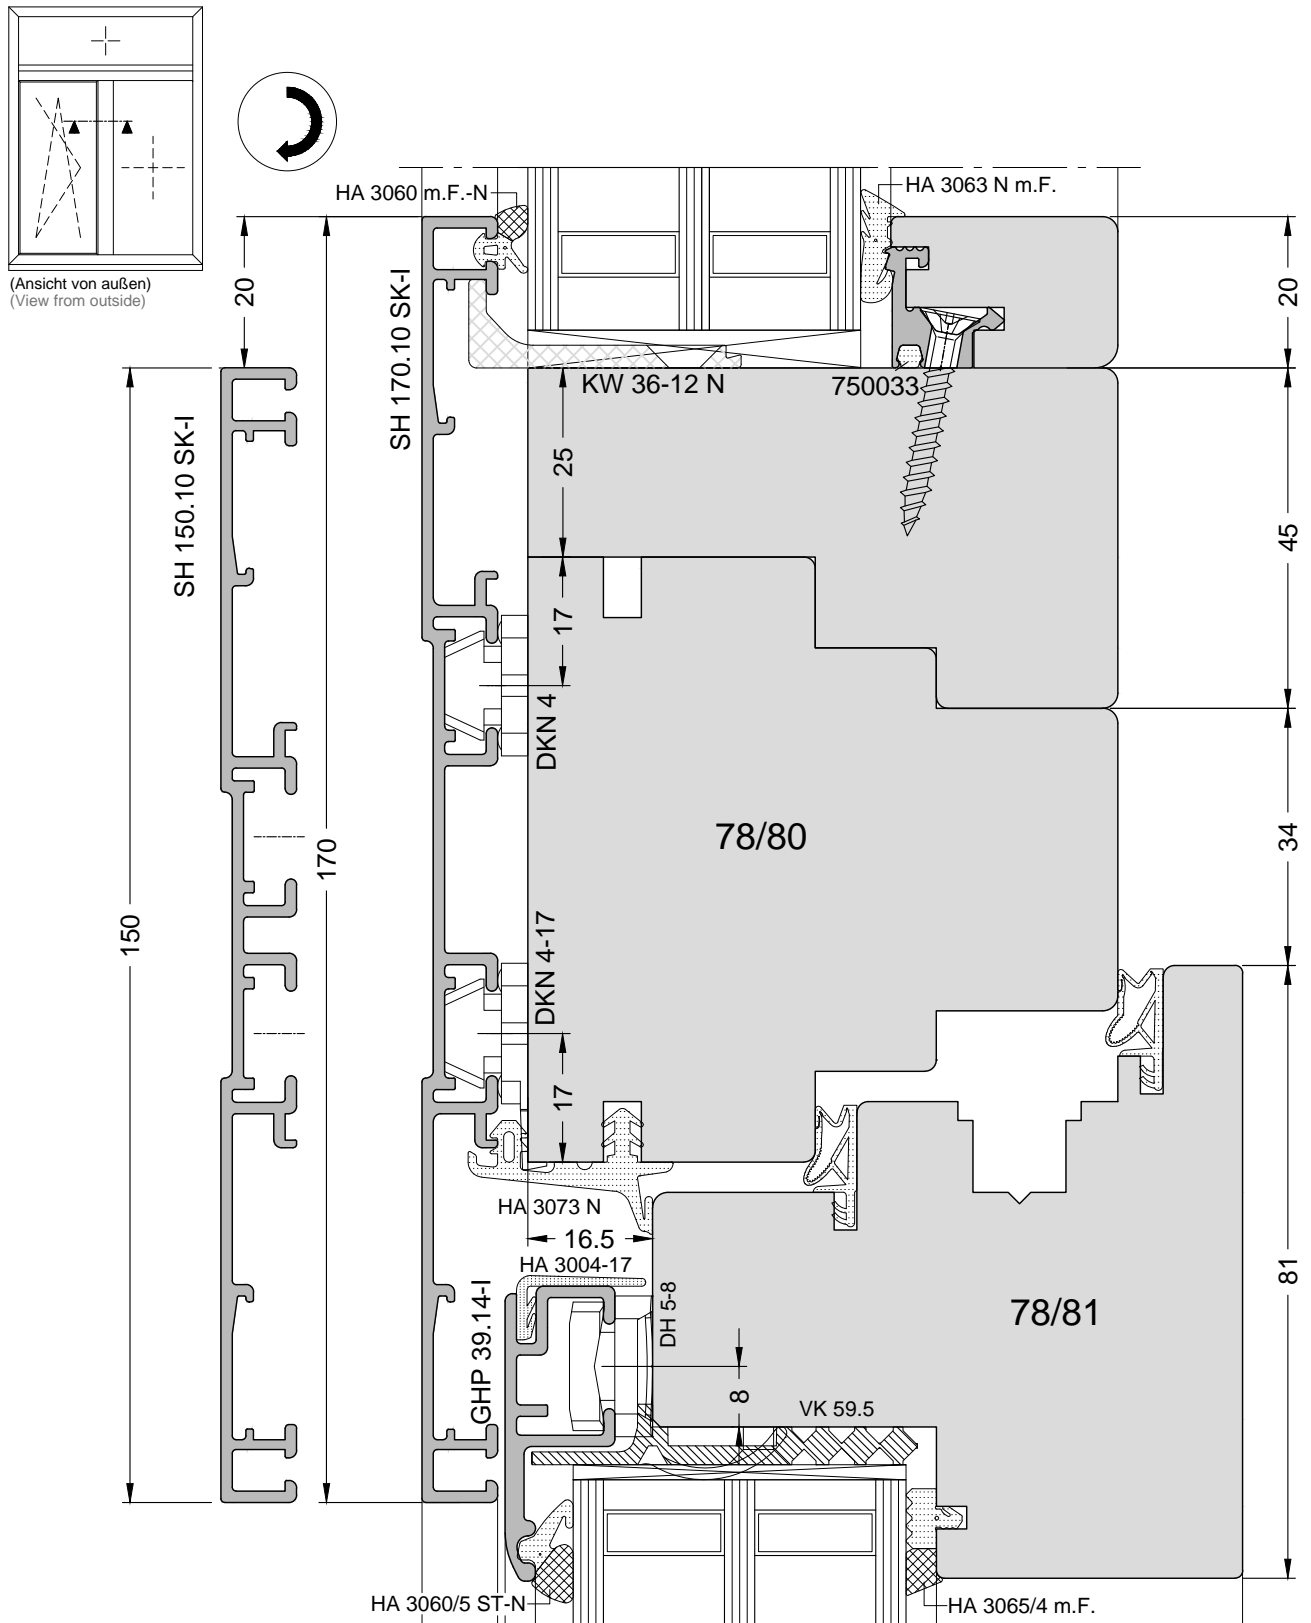 (Ansicht von außen)
(View from outside)
HA 3060 m.F.-N
HA 3063 N m.F.
20
SH 170.10 SK-I
20
KW 36-12 N
750033
SH 150.10 SK-I
25
45
17
DKN 4
78/80
34
170
150
DKN 4-17
17
HA 3073 N
16.5
HA 3004-17
GHP 39.14-I
DH 5-8
78/81
81
8
VK 59.5
HA 3060/5 ST-N
HA 3065/4 m.F.